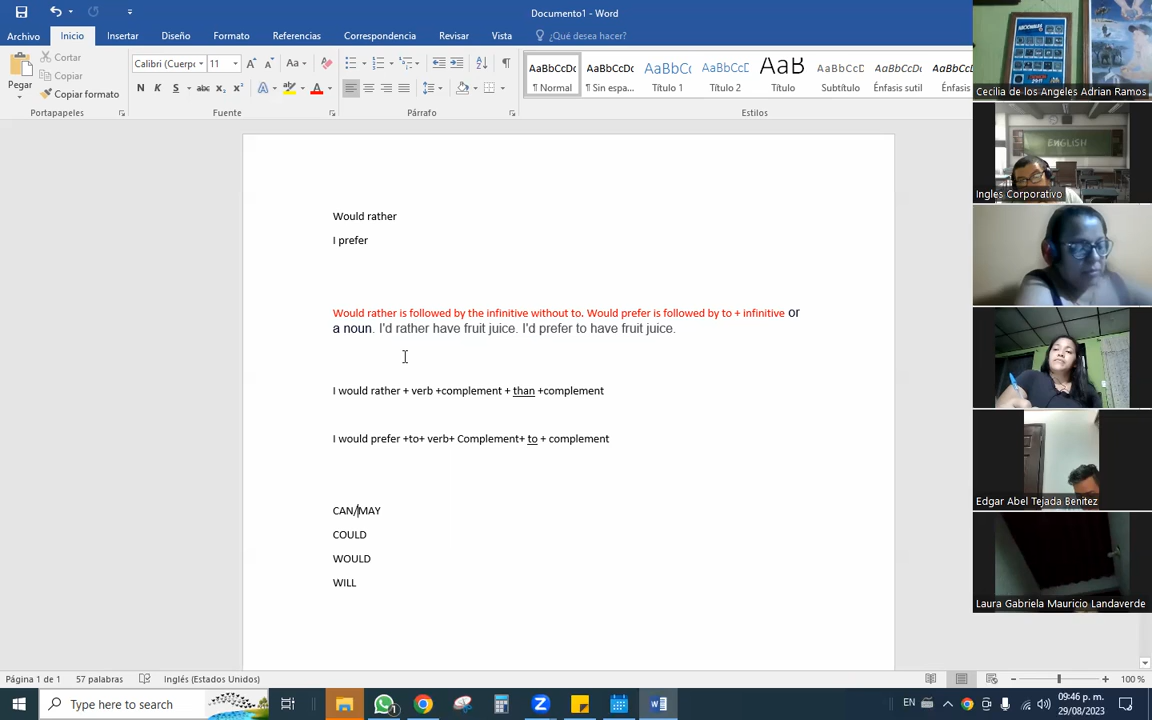 Documento1 - Word
Archivo Inicio Insertar Diseño Formato Referencias Correspondencia Revisar Vista ¿Qué desea hacer?
Cortar
Copiar
Copiar formato
Pegar
Calibri (Cuerpo 11
N K S abc
AaBbCcDc AaBbCcDc AaBbCc AaBbCcD AaB AaBbCcD AaBbCcDc AaBbCcDc
¶ Normal ¶ Sin espa... Título 1 Título 2 Título Subtítulo Énfasis sutil Énfasis
Portapapeles Fuente Párrafo Estilos
Would rather
I prefer
Would rather is followed by the infinitive without to. Would prefer is followed by to + infinitive or
a noun. I'd rather have fruit juice. I'd prefer to have fruit juice.
I would rather + verb +complement + than +complement
I would prefer +to+ verb+ Complement+ to + complement
CAN/MAY
COULD
WOULD
WILL
Cecilia de los Angeles Adrian Ramos
ENGLISH
Ingles Corporativo
Edgar Abel Tejada Benitez
Laura Gabriela Mauricio Landaverde
Página 1 de 1 57 palabras Inglés (Estados Unidos) 100 %
Type here to search
EN
09:46 p. m.
29/08/2023